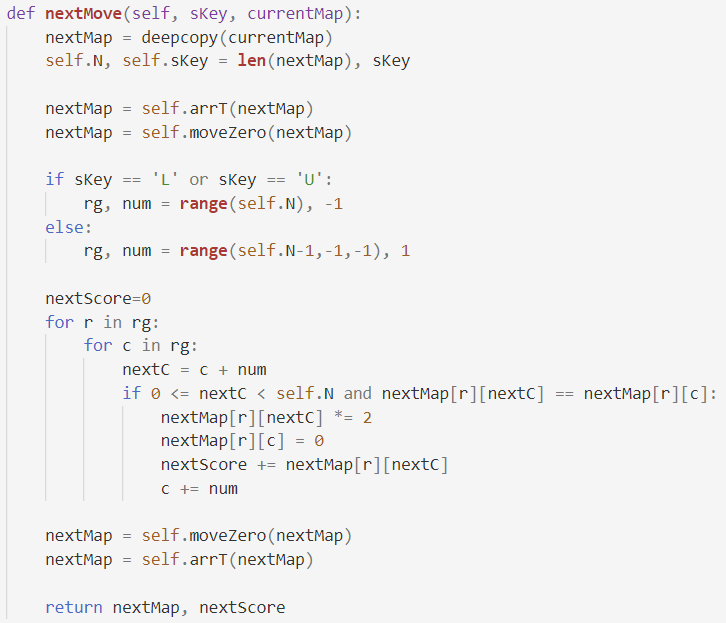 def nextMove(self, sKey, currentMap):
    nextMap = deepcopy(currentMap)
    self.N, self.sKey = len(nextMap), sKey

    nextMap = self.arrT(nextMap)
    nextMap = self.moveZero(nextMap)

    if sKey == 'L' or sKey == 'U':
        rg, num = range(self.N), -1
    else:
        rg, num = range(self.N-1,-1,-1), 1

    nextScore=0
    for r in rg:
        for c in rg:
            nextC = c + num
            if 0 <= nextC < self.N and nextMap[r][nextC] == nextMap[r][c]:
                nextMap[r][nextC] *= 2
                nextMap[r][c] = 0
                nextScore += nextMap[r][nextC]
                c += num

    nextMap = self.moveZero(nextMap)
    nextMap = self.arrT(nextMap)

    return nextMap, nextScore